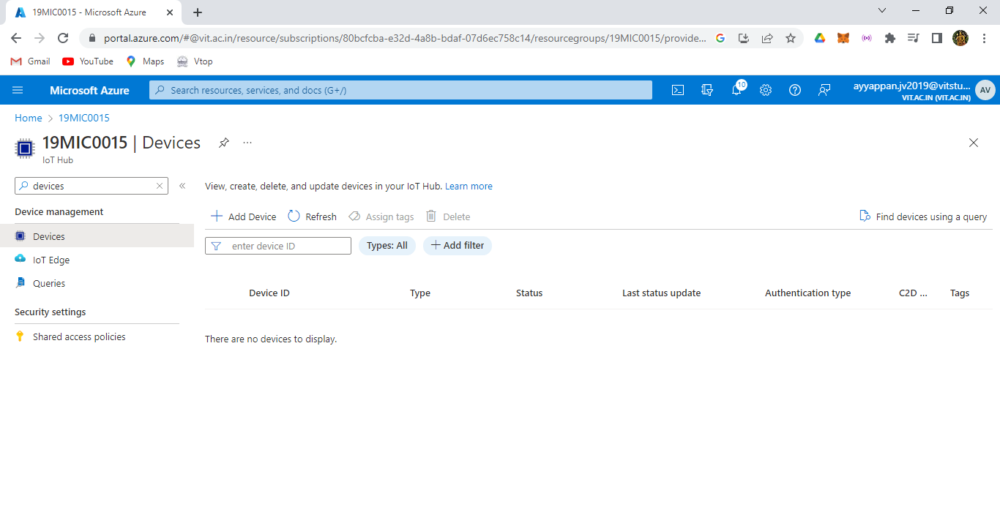 19MIC0015 - Microsoft Azure
portal.azure.com/#@vit.ac.in/resource/subscriptions/80bcfcba-e32d-4a8b-bdaf-07d6ec758c14/resourcegroups/19MIC0015/provide...
Gmail YouTube Maps Vtop
Microsoft Azure Search resources, services, and docs (G+/) 10 ayyappan.jv2019@vitstu... AV
VIT.AC.IN (VIT.AC.IN)
Home > 19MIC0015
19MIC0015 | Devices ...
IoT Hub
devices
View, create, delete, and update devices in your IoT Hub. Learn more
Device management
Devices
IoT Edge
Queries
Security settings
Shared access policies
Add Device Refresh Assign tags Delete Find devices using a query
enter device ID Types: All Add filter
Device ID Type Status Last status update Authentication type C2D ... Tags
There are no devices to display.